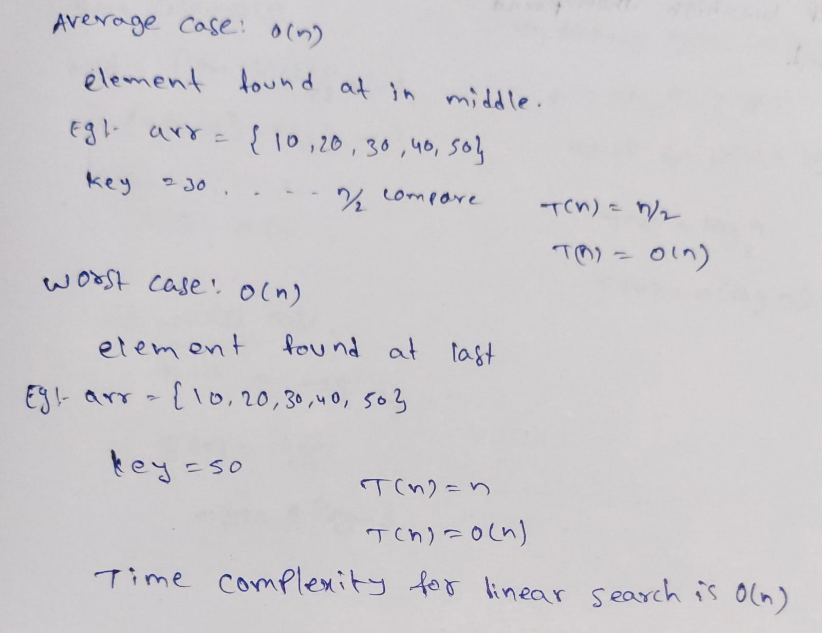 Average case: O(n)
element found at in middle.
Eg:- arr = { 10, 20, 30, 40, 50}
key = 30 . . - - - n/2 compare
T(n) = n/2
T(n) = O(n)
worst case: O(n)
element found at last
Eg:- arr = {10, 20, 30, 40, 50}
key = 50
T(n) = n
T(n) = O(n)
Time complexity for linear search is O(n)